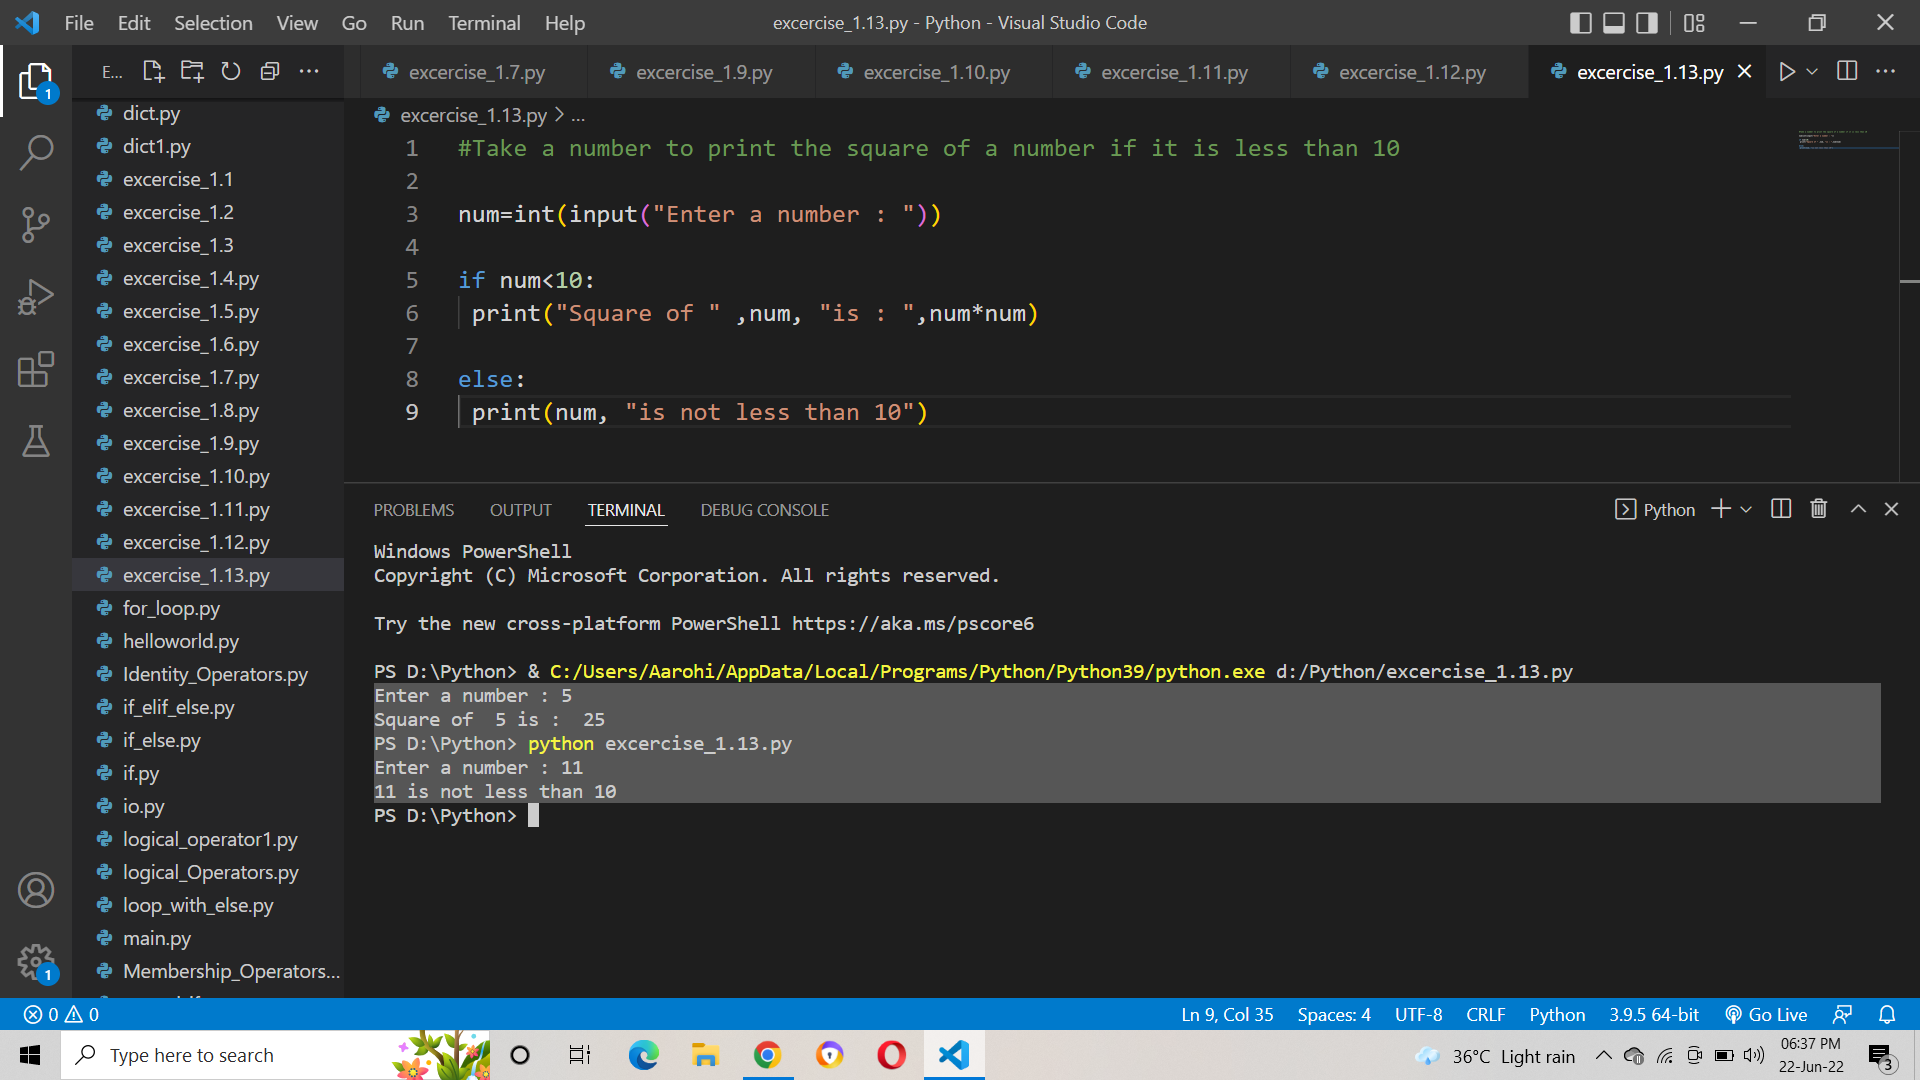 File Edit Selection View Go Run Terminal Help
excercise_1.13.py - Python - Visual Studio Code
E...
excercise_1.7.py
excercise_1.9.py
excercise_1.10.py
excercise_1.11.py
excercise_1.12.py
excercise_1.13.py
1
dict.py
dict1.py
excercise_1.1
excercise_1.2
excercise_1.3
excercise_1.4.py
excercise_1.5.py
excercise_1.6.py
excercise_1.7.py
excercise_1.8.py
excercise_1.9.py
excercise_1.10.py
excercise_1.11.py
excercise_1.12.py
excercise_1.13.py
for_loop.py
helloworld.py
Identity_Operators.py
if_elif_else.py
if_else.py
if.py
io.py
logical_operator1.py
logical_Operators.py
loop_with_else.py
main.py
Membership_Operators...
1
excercise_1.13.py > ...
1 #Take a number to print the square of a number if it is less than 10
2
3 num=int(input("Enter a number : "))
4
5 if num<10:
6 print("Square of " ,num, "is : ",num*num)
7
8 else:
9 print(num, "is not less than 10")
PROBLEMS OUTPUT TERMINAL DEBUG CONSOLE
Python
Windows PowerShell
Copyright (C) Microsoft Corporation. All rights reserved.
Try the new cross-platform PowerShell https://aka.ms/pscore6
PS D:\Python> & C:/Users/Aarohi/AppData/Local/Programs/Python/Python39/python.exe d:/Python/excercise_1.13.py
Enter a number : 5
Square of  5 is :  25
PS D:\Python> python excercise_1.13.py
Enter a number : 11
11 is not less than 10
PS D:\Python>
0 0
Ln 9, Col 35 Spaces: 4 UTF-8 CRLF Python 3.9.5 64-bit Go Live
Type here to search
36°C Light rain
06:37 PM
22-Jun-22
3